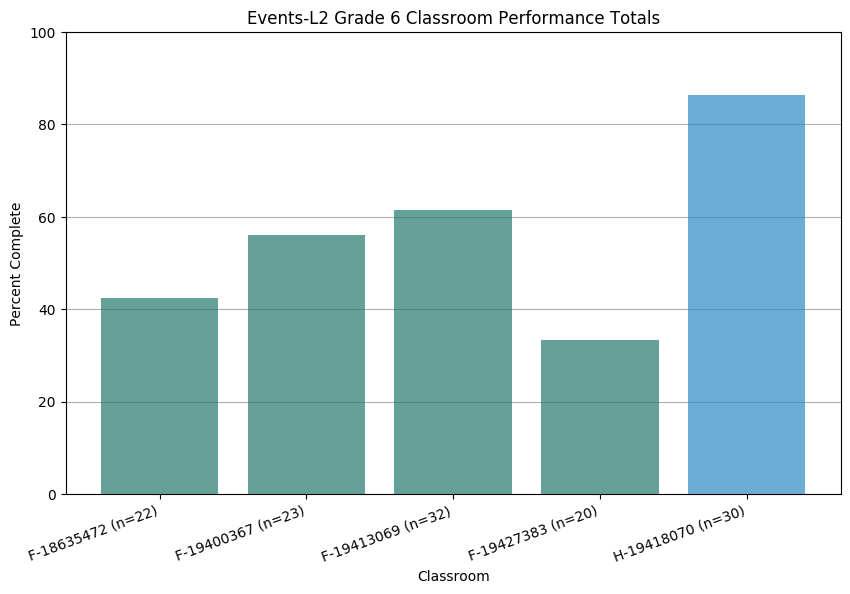 Events-L2 Grade 6 Classroom Performance Totals
100
80
60
40
20
0
Percent Complete
F-18635472 (n=22)
F-19400367 (n=23)
F-19413069 (n=32)
F-19427383 (n=20)
H-19418070 (n=30)
Classroom